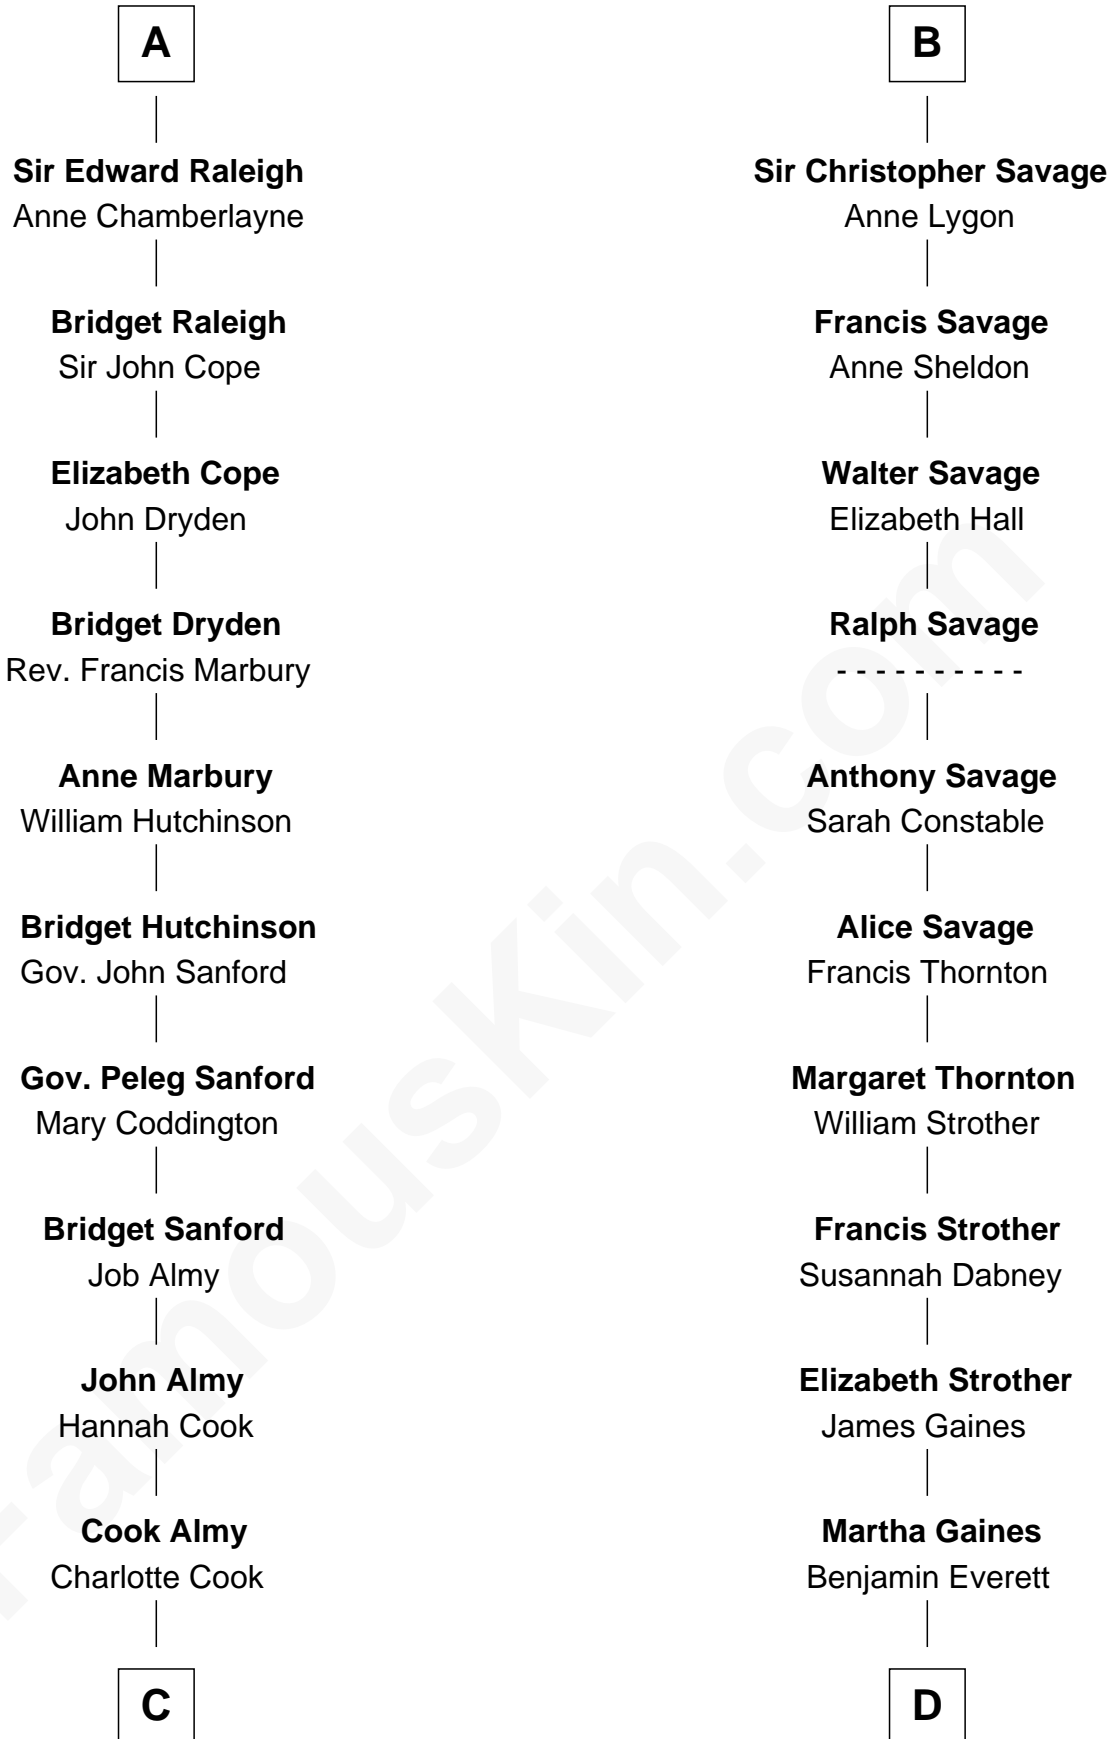 A
Sir Edward Raleigh
Anne Chamberlayne
Bridget Raleigh
Sir John Cope
Elizabeth Cope
John Dryden
Bridget Dryden
Rev. Francis Marbury
Anne Marbury
William Hutchinson
Bridget Hutchinson
Gov. John Sanford
Gov. Peleg Sanford
Mary Coddington
Bridget Sanford
Job Almy
John Almy
Hannah Cook
Cook Almy
Charlotte Cook
C
B
Sir Christopher Savage
Anne Lygon
Francis Savage
Anne Sheldon
Walter Savage
Elizabeth Hall
Ralph Savage
- - - - - - - - - -
Anthony Savage
Sarah Constable
Alice Savage
Francis Thornton
Margaret Thornton
William Strother
Francis Strother
Susannah Dabney
Elizabeth Strother
James Gaines
Martha Gaines
Benjamin Everett
D
FamousKin.com